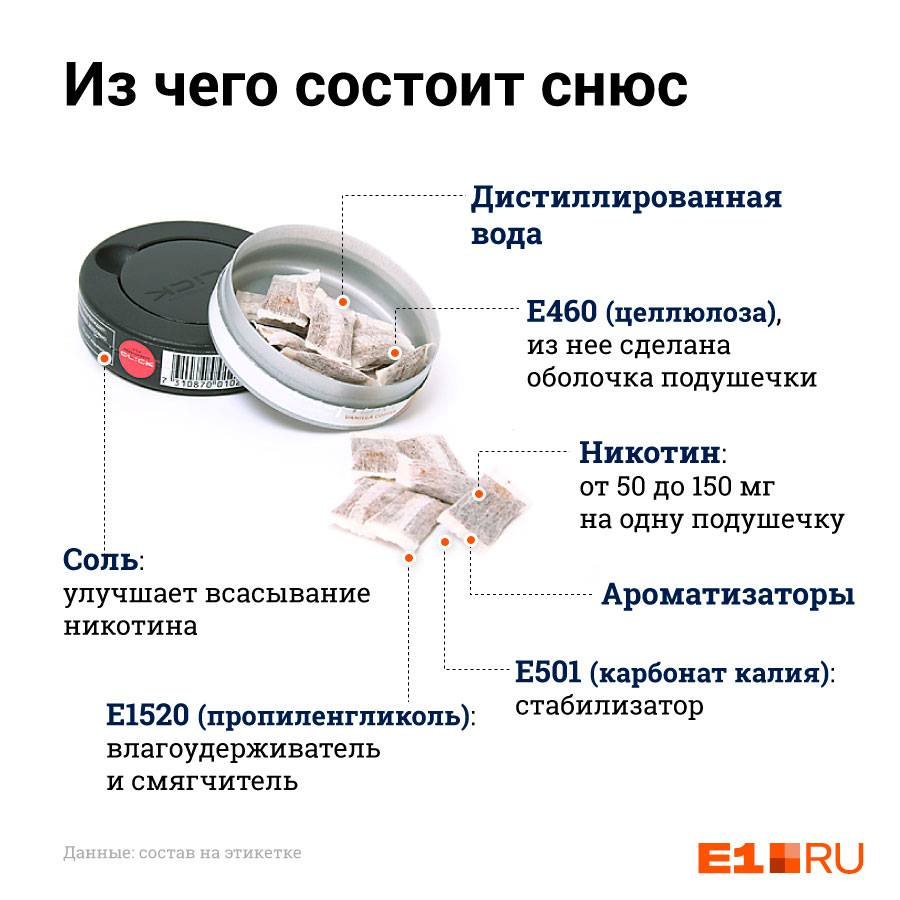 Из чего состоит снюс
Дистиллированная
вода
E460 (целлюлоза),
из нее сделана
оболочка подушечки
Никотин:
от 50 до 150 мг
на одну подушечку
Соль:
улучшает всасывание
никотина
Ароматизаторы
E501 (карбонат калия):
стабилизатор
E1520 (пропиленгликоль):
влагоудерживатель
и смягчитель
CLICK
CLICK
Данные: состав на этикетке
E1 RU